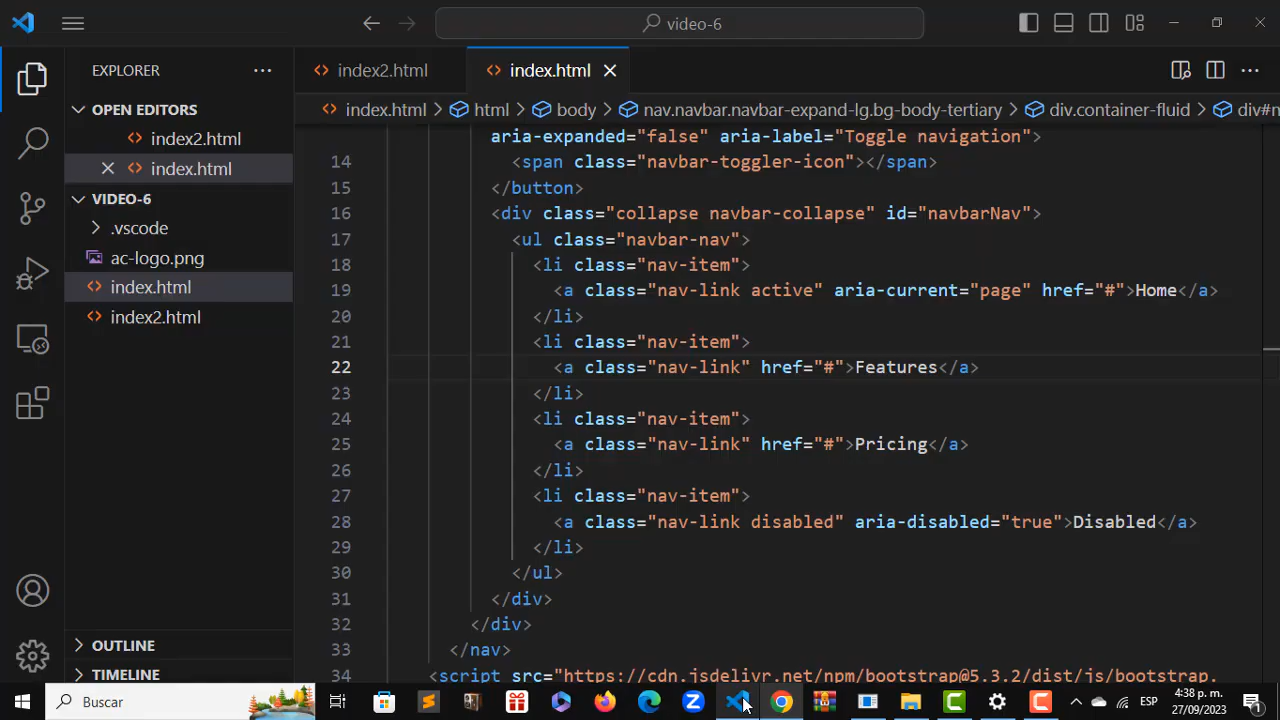 video-6
EXPLORER
index2.html
index.html
OPEN EDITORS
index2.html
index.html
VIDEO-6
.vscode
ac-logo.png
index.html
index2.html
OUTLINE
TIMELINE
index.html > html > body > nav.navbar.navbar-expand-lg.bg-body-tertiary > div.container-fluid > div#n
aria-expanded="false" aria-label="Toggle navigation">
14 <span class="navbar-toggler-icon"></span>
15 </button>
16 <div class="collapse navbar-collapse" id="navbarNav">
17 <ul class="navbar-nav">
18 <li class="nav-item">
19 <a class="nav-link active" aria-current="page" href="#">Home</a>
20 </li>
21 <li class="nav-item">
22 <a class="nav-link" href="#">Features</a>
23 </li>
24 <li class="nav-item">
25 <a class="nav-link" href="#">Pricing</a>
26 </li>
27 <li class="nav-item">
28 <a class="nav-link disabled" aria-disabled="true">Disabled</a>
29 </li>
30 </ul>
31 </div>
32 </div>
33 </nav>
34 <script src="https://cdn.jsdelivr.net/npm/bootstrap@5.3.2/dist/js/bootstrap.
Buscar
ESP
4:38 p. m.
27/09/2023
1